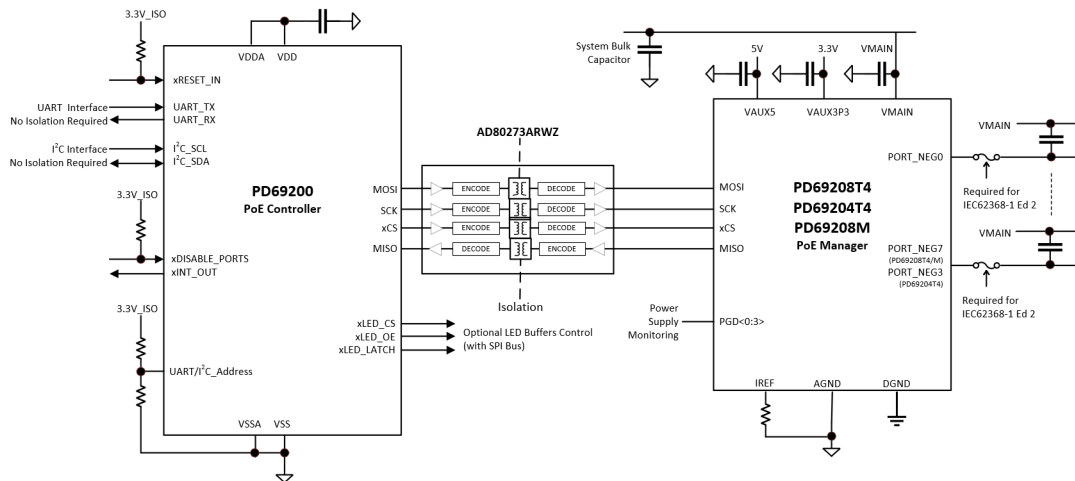 3.3V_ISO
VDDA
VDD
xRESET_IN
UART Interface
No Isolation Required
UART_TX
UART_RX
I²C Interface
No Isolation Required
I²C_SCL
I²C_SDA
3.3V_ISO
PD69200
PoE Controller
xDISABLE_PORTS
xINT_OUT
3.3V_ISO
UART/I²C_Address
VSSA
VSS
MOSI
SCK
xCS
MISO
xLED_CS
xLED_OE
xLED_LATCH
Optional LED Buffers Control
(with SPI Bus)
AD80273ARWZ
ENCODE
DECODE
ENCODE
DECODE
ENCODE
DECODE
DECODE
ENCODE
Isolation
System Bulk
Capacitor
5V
3.3V
VMAIN
VAUX5
VAUX3P3
VMAIN
MOSI
SCK
xCS
MISO
PD69208T4
PD69204T4
PD69208M
PoE Manager
Power
Supply
Monitoring
PGD<0:3>
IREF
AGND
DGND
PORT_NEG0
PORT_NEG7
(PD69208T4/M)
PORT_NEG3
(PD69204T4)
VMAIN
Required for
IEC62368-1 Ed 2
VMAIN
Required for
IEC62368-1 Ed 2